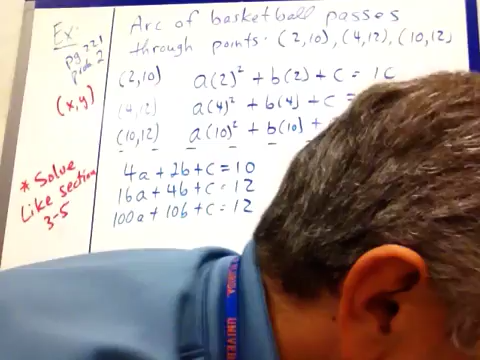 Ex:
pg 221
prob 2
(x,y)
* Solve
Like section
3-5
Arc of basketball passes
through points: (2,10), (4,12), (10,12)
(2,10) a(2)² + b(2) + c = 10
(4,12) a(4)² + b(4) + c =
(10,12) a(10)² + b(10) +
4a + 2b + c = 10
16a + 4b + c = 12
100a + 10b + c = 12